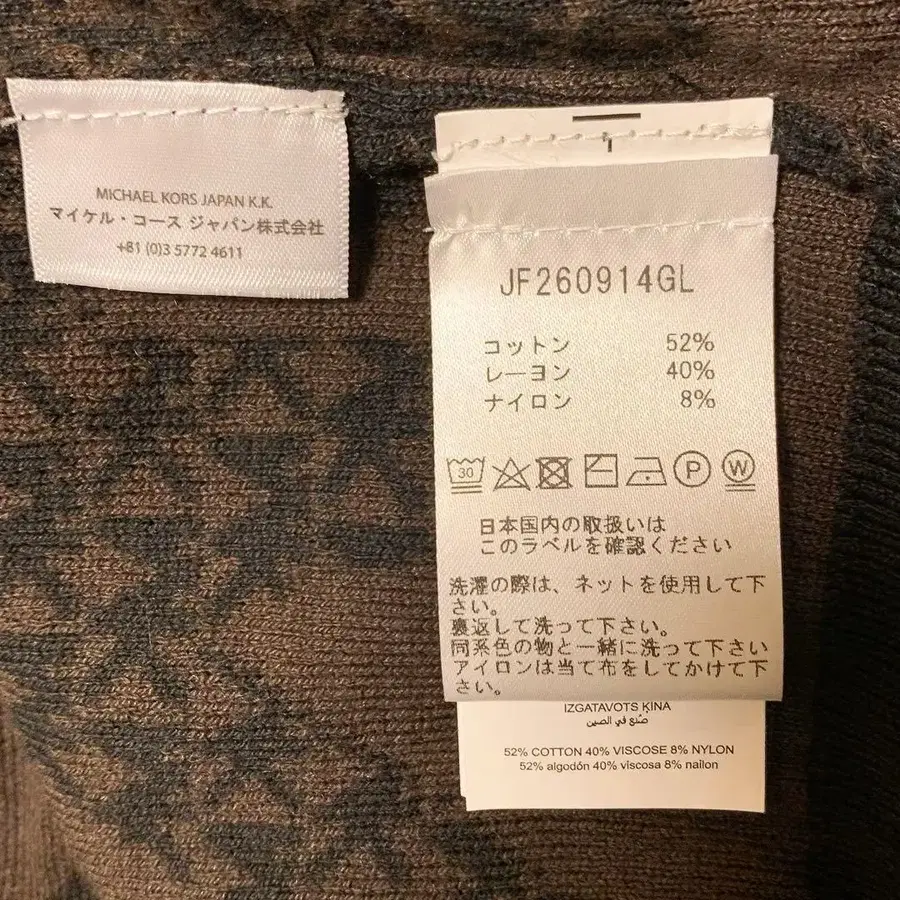 MICHAEL KORS JAPAN K.K.
マイケル・コース ジャパン株式会社
+81 (0)3 5772 4611
JF260914GL
コットン 52%
レーヨン 40%
ナイロン 8%
30
P
W
日本国内の取扱いは
このラベルを確認ください
洗濯の際は、ネットを使用して下
さい。
裏返して洗って下さい。
同系色の物と一緒に洗って下さい
アイロンは当て布をしてかけて下
さい。
IZGATAVOTS ĶĪNA
صُنع في الصين
52% COTTON 40% VISCOSE 8% NYLON
52% algodón 40% viscosa 8% nailon